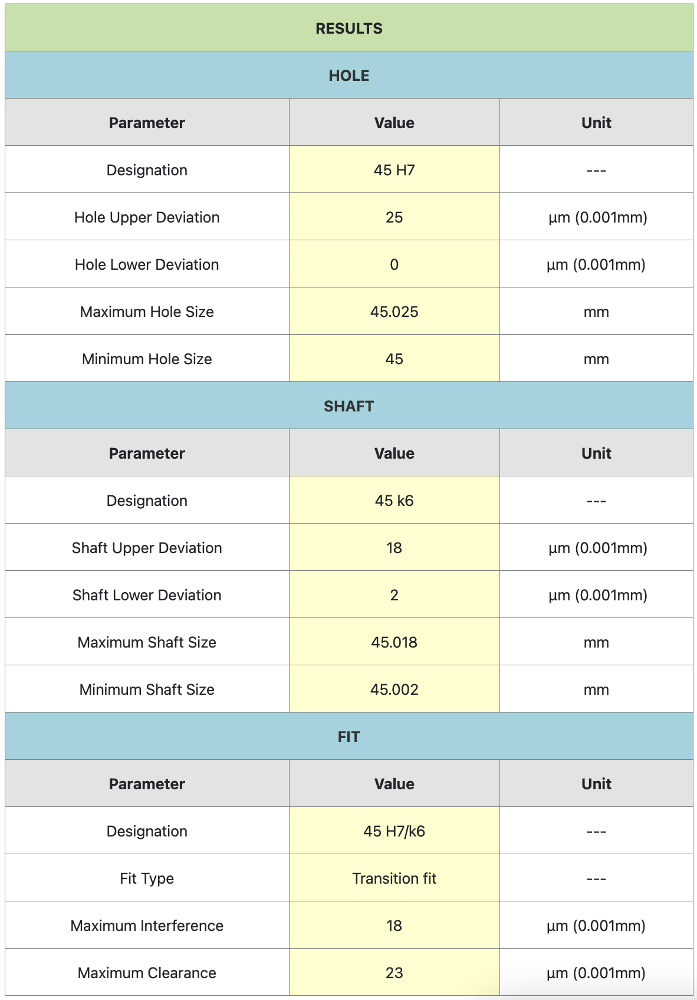 RESULTS
HOLE
Parameter Value Unit
Designation 45 H7 ---
Hole Upper Deviation 25 μm (0.001mm)
Hole Lower Deviation 0 μm (0.001mm)
Maximum Hole Size 45.025 mm
Minimum Hole Size 45 mm
SHAFT
Parameter Value Unit
Designation 45 k6 ---
Shaft Upper Deviation 18 μm (0.001mm)
Shaft Lower Deviation 2 μm (0.001mm)
Maximum Shaft Size 45.018 mm
Minimum Shaft Size 45.002 mm
FIT
Parameter Value Unit
Designation 45 H7/k6 ---
Fit Type Transition fit ---
Maximum Interference 18 μm (0.001mm)
Maximum Clearance 23 μm (0.001mm)